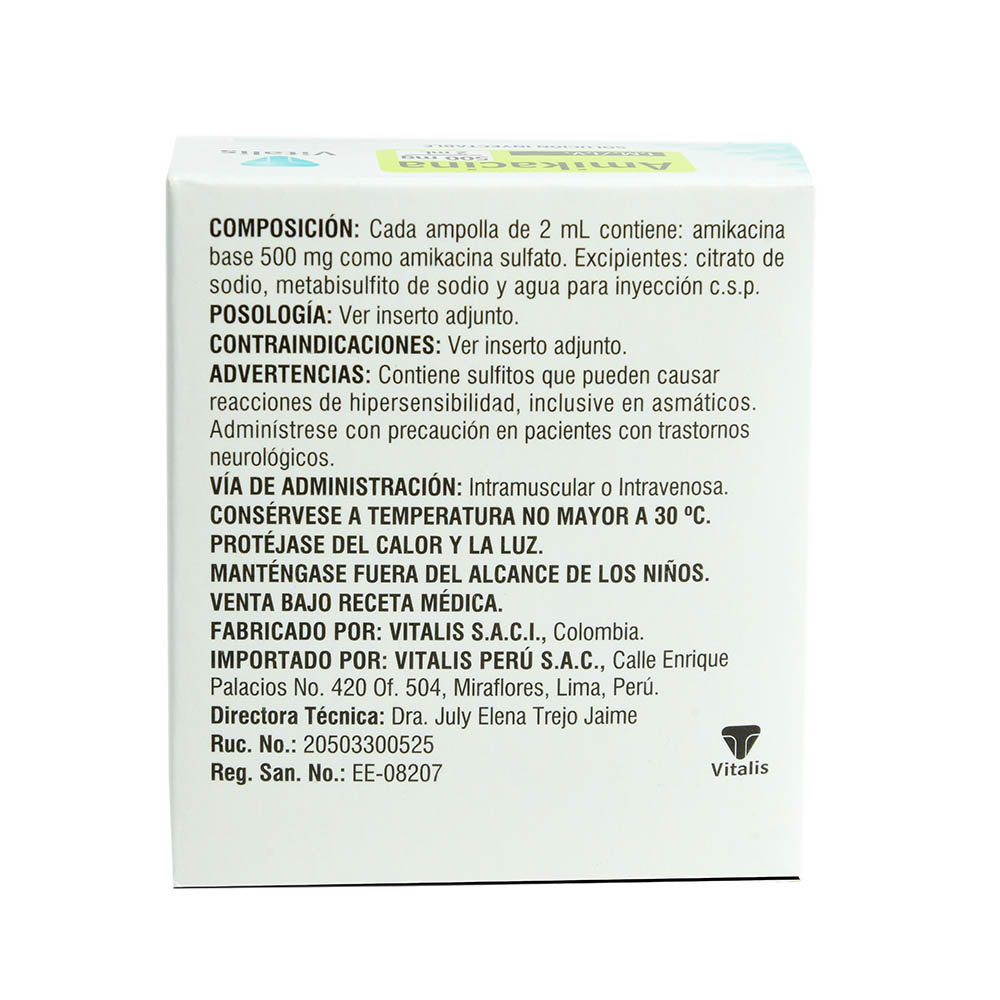 Vitalis
Amikacina
500 mg
2 ml
SOLUCIÓN INYECTABLE
COMPOSICIÓN: Cada ampolla de 2 mL contiene: amikacina
base 500 mg como amikacina sulfato. Excipientes: citrato de
sodio, metabisulfito de sodio y agua para inyección c.s.p.
POSOLOGÍA: Ver inserto adjunto.
CONTRAINDICACIONES: Ver inserto adjunto.
ADVERTENCIAS: Contiene sulfitos que pueden causar
reacciones de hipersensibilidad, inclusive en asmáticos.
Adminístrese con precaución en pacientes con trastornos
neurológicos.
VÍA DE ADMINISTRACIÓN: Intramuscular o Intravenosa.
CONSÉRVESE A TEMPERATURA NO MAYOR A 30 ºC.
PROTÉJASE DEL CALOR Y LA LUZ.
MANTÉNGASE FUERA DEL ALCANCE DE LOS NIÑOS.
VENTA BAJO RECETA MÉDICA.
FABRICADO POR: VITALIS S.A.C.I., Colombia.
IMPORTADO POR: VITALIS PERÚ S.A.C., Calle Enrique
Palacios No. 420 Of. 504, Miraflores, Lima, Perú.
Directora Técnica: Dra. July Elena Trejo Jaime
Ruc. No.: 20503300525
Reg. San. No.: EE-08207
Vitalis